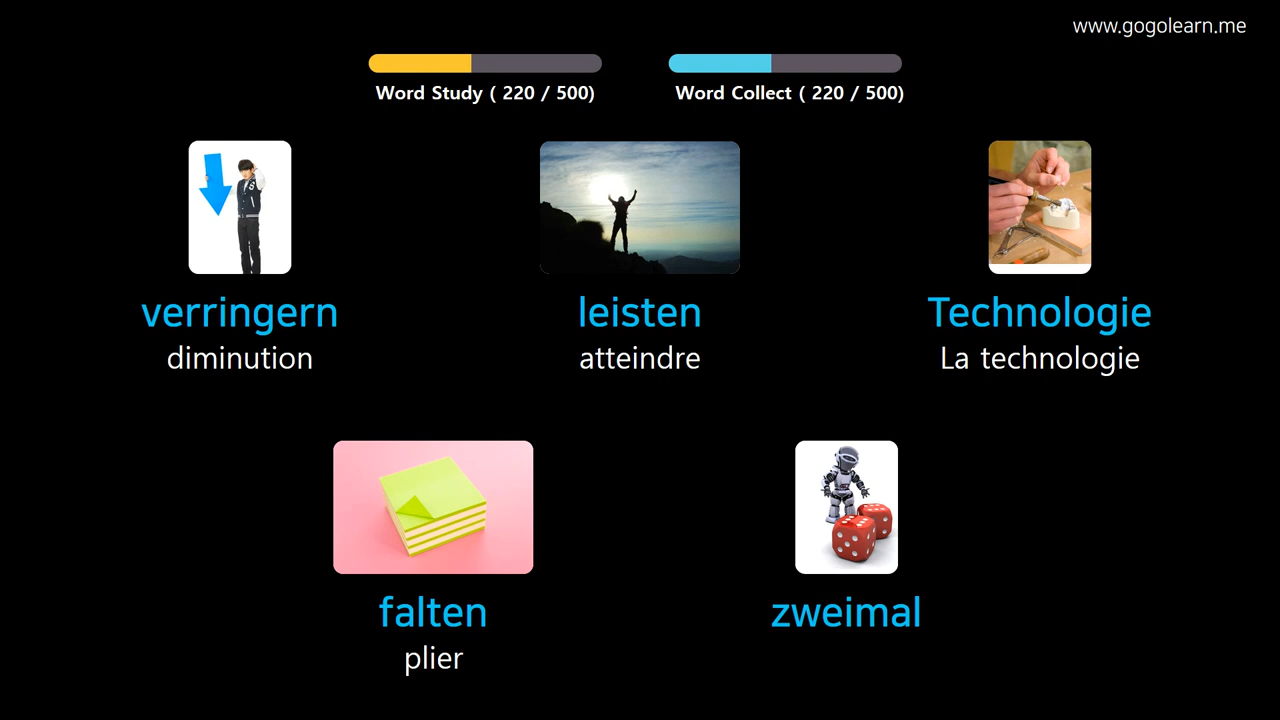 www.gogolearn.me
Word Study ( 220 / 500)
Word Collect ( 220 / 500)
verringern
diminution
leisten
atteindre
Technologie
La technologie
falten
plier
zweimal